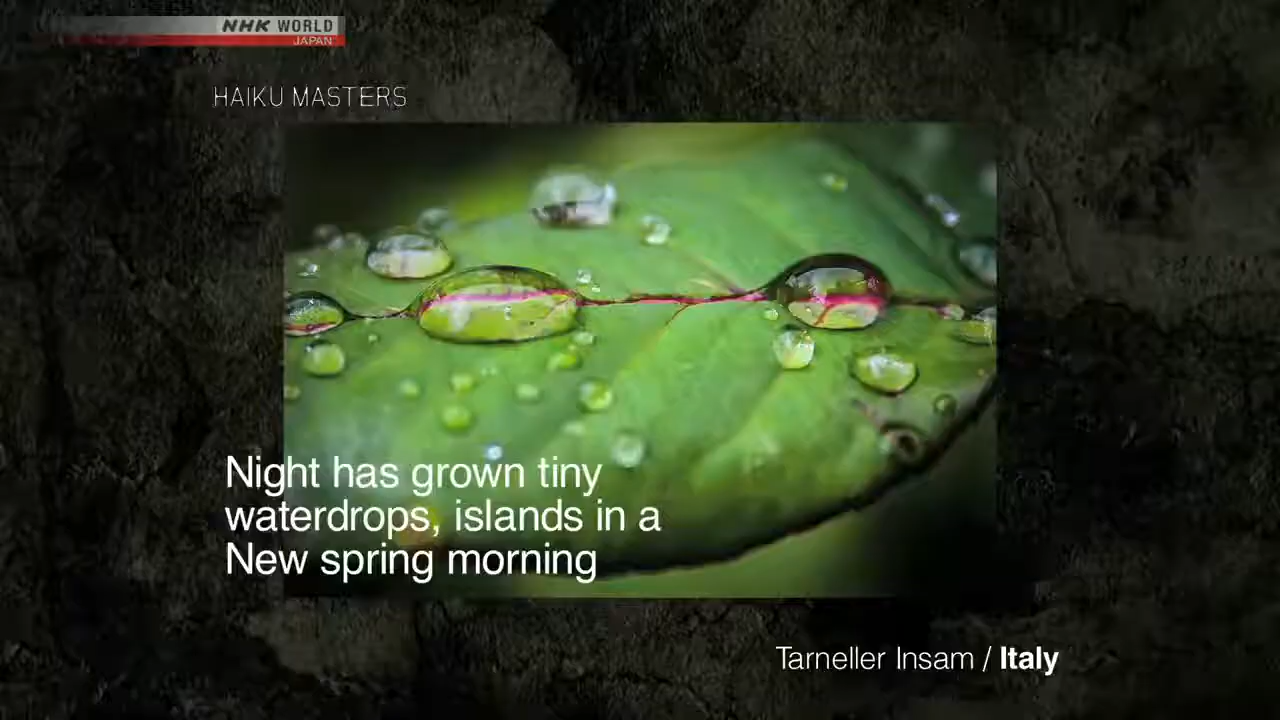 NHK WORLD
JAPAN
HAIKU MASTERS
Night has grown tiny
waterdrops, islands in a
New spring morning
Tarneller Insam / Italy